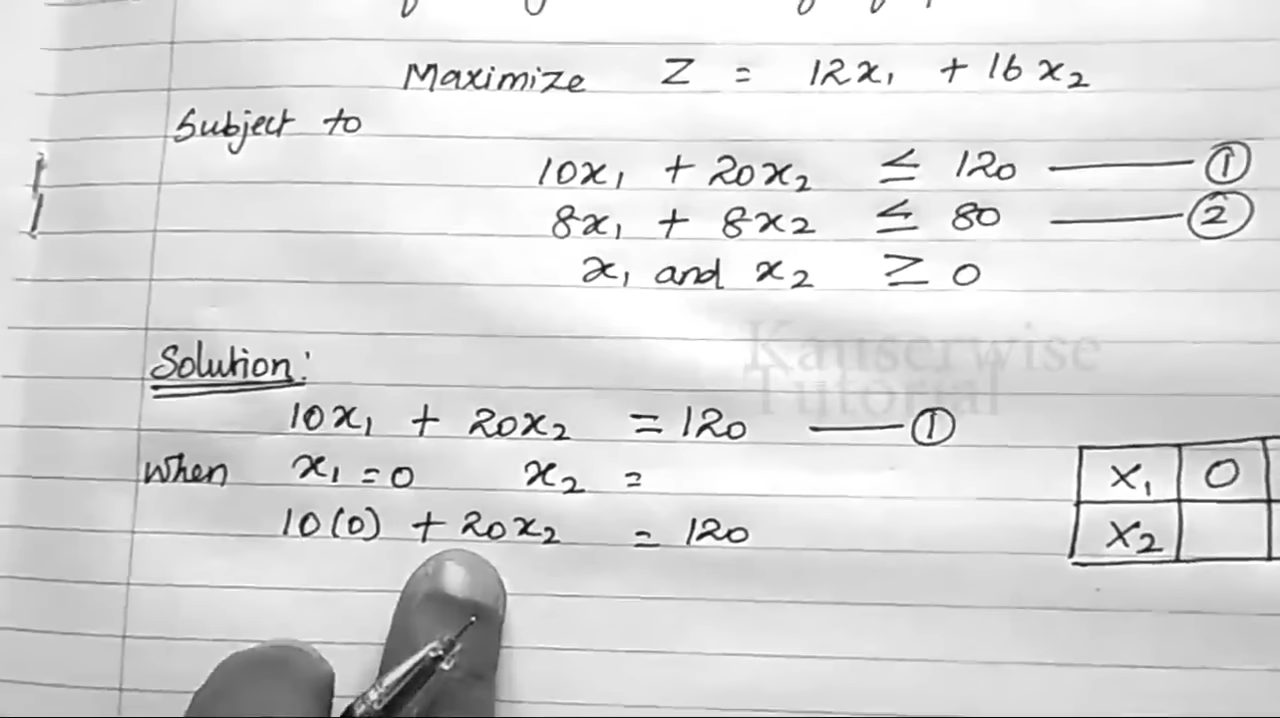 Maximize Z = 12x₁ + 16x₂
Subject to
10x₁ + 20x₂ ≤ 120 —— ①
8x₁ + 8x₂ ≤ 80 —— ②
x₁ and x₂ ≥ 0
Kauserwise
Tutorial
Solution:
10x₁ + 20x₂ = 120 —— ①
When x₁ = 0 x₂ =
10(0) + 20x₂ = 120
x₁ 0
x₂